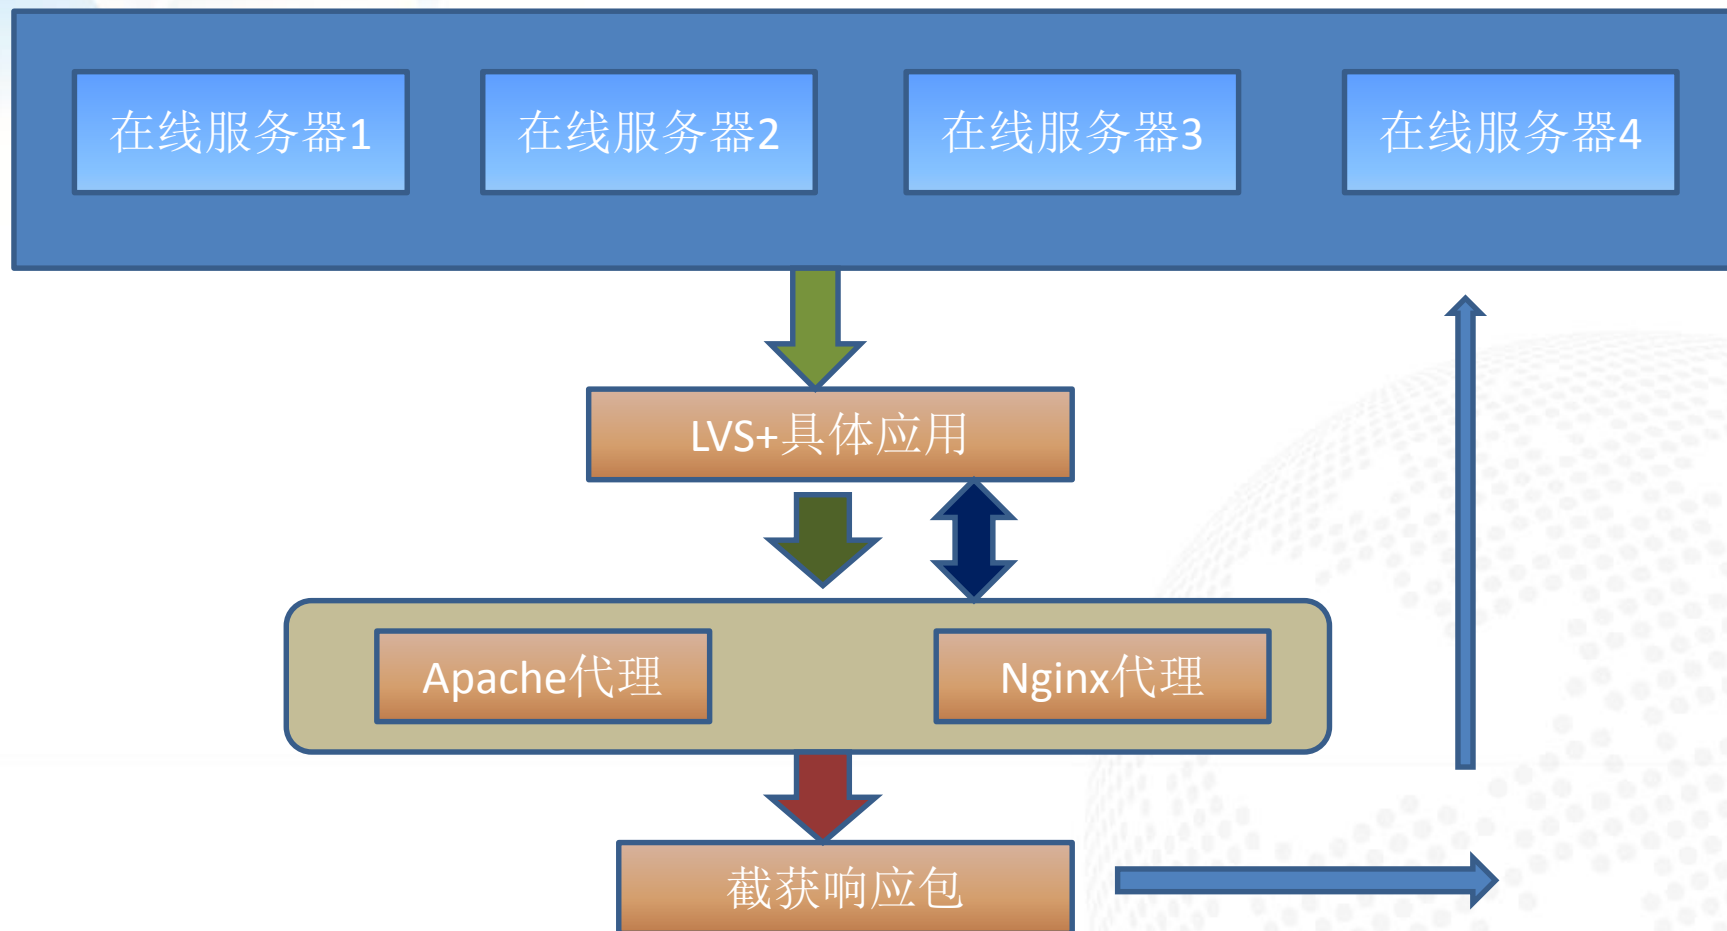 在线服务器1
在线服务器2
在线服务器3
在线服务器4
LVS+具体应用
Apache代理
Nginx代理
截获响应包